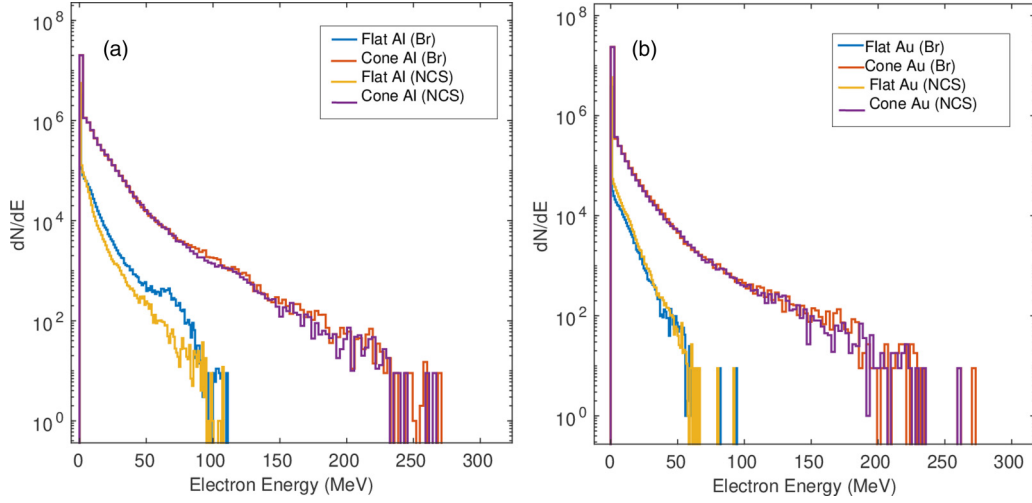 (a)
Flat Al (Br)
Cone Al (Br)
Flat Al (NCS)
Cone Al (NCS)
dN/dE
10^8
10^6
10^4
10^2
10^0
0 50 100 150 200 250 300
Electron Energy (MeV)
(b)
Flat Au (Br)
Cone Au (Br)
Flat Au (NCS)
Cone Au (NCS)
dN/dE
10^8
10^6
10^4
10^2
10^0
0 50 100 150 200 250 300
Electron Energy (MeV)